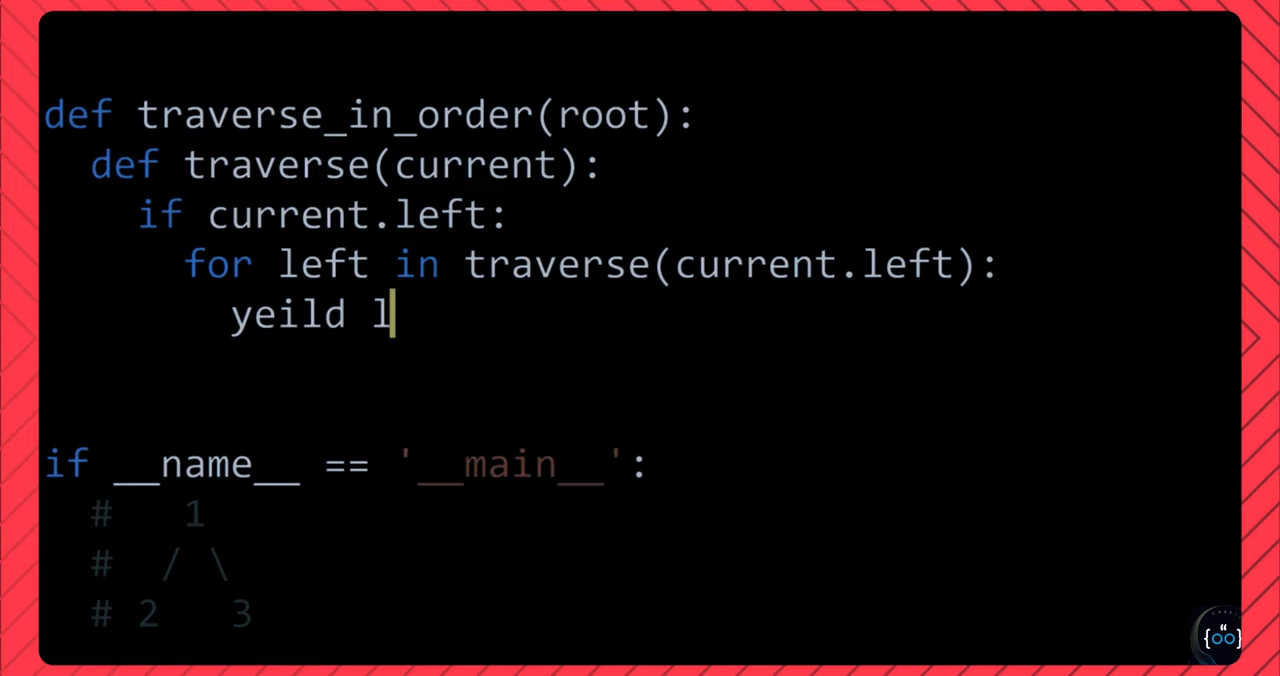 def traverse_in_order(root):
  def traverse(current):
    if current.left:
      for left in traverse(current.left):
        yeild l
if __name__ == '__main__':
  #   1
  #  / \
  # 2   3